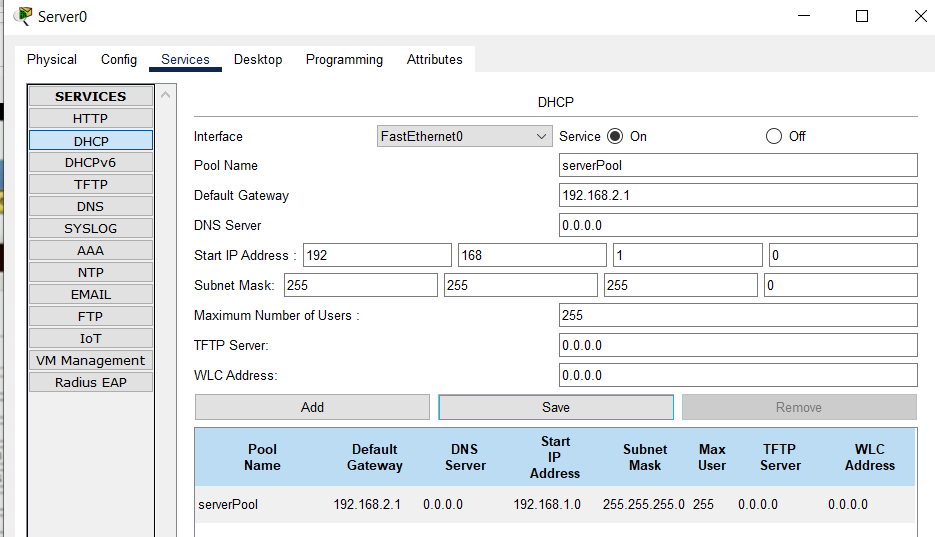 Server0
Physical Config Services Desktop Programming Attributes
SERVICES
HTTP
DHCP
DHCPv6
TFTP
DNS
SYSLOG
AAA
NTP
EMAIL
FTP
IoT
VM Management
Radius EAP
DHCP
Interface FastEthernet0 Service On Off
Pool Name serverPool
Default Gateway 192.168.2.1
DNS Server 0.0.0.0
Start IP Address : 192 168 1 0
Subnet Mask: 255 255 255 0
Maximum Number of Users : 255
TFTP Server: 0.0.0.0
WLC Address: 0.0.0.0
Add Save Remove
Pool Name Default Gateway DNS Server Start IP Address Subnet Mask Max User TFTP Server WLC Address
serverPool 192.168.2.1 0.0.0.0 192.168.1.0 255.255.255.0 255 0.0.0.0 0.0.0.0